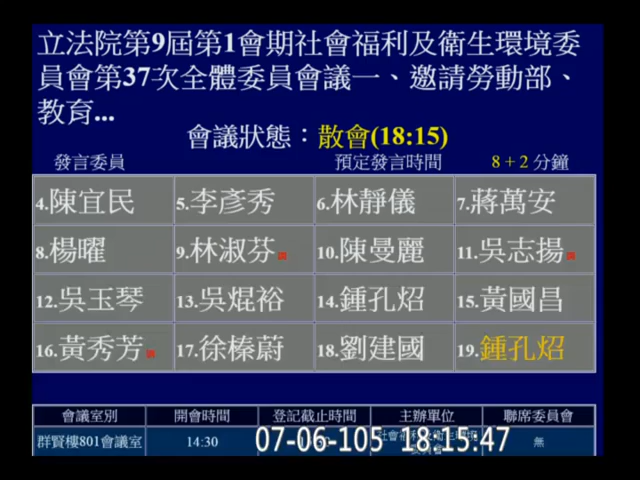 立法院第9屆第1會期社會福利及衛生環境委
員會第37次全體委員會議一、邀請勞動部、
教育...
會議狀態：散會(18:15)
發言委員 預定發言時間 8 + 2 分鐘
4.陳宜民 5.李彥秀 6.林靜儀 7.蔣萬安
8.楊曜 9.林淑芬 10.陳曼麗 11.吳志揚
12.吳玉琴 13.吳焜裕 14.鍾孔炤 15.黃國昌
16.黃秀芳 17.徐榛蔚 18.劉建國 19.鍾孔炤
會議室別 開會時間 登記截止時間 主辦單位 聯席委員會
群賢樓801會議室 14:30 無
07-06-105 18:15:47